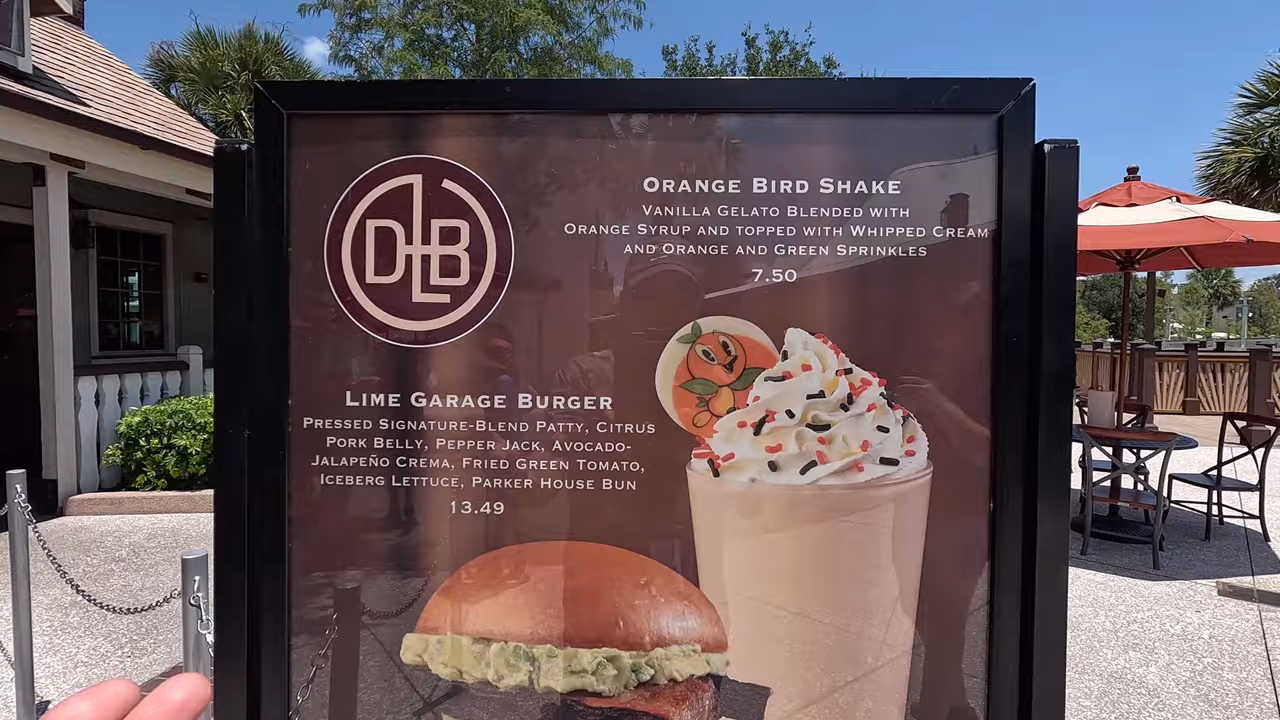 DLB
ORANGE BIRD SHAKE
VANILLA GELATO BLENDED WITH
ORANGE SYRUP AND TOPPED WITH WHIPPED CREAM
AND ORANGE AND GREEN SPRINKLES
7.50
LIME GARAGE BURGER
PRESSED SIGNATURE-BLEND PATTY, CITRUS
PORK BELLY, PEPPER JACK, AVOCADO-
JALAPEÑO CREMA, FRIED GREEN TOMATO,
ICEBERG LETTUCE, PARKER HOUSE BUN
13.49